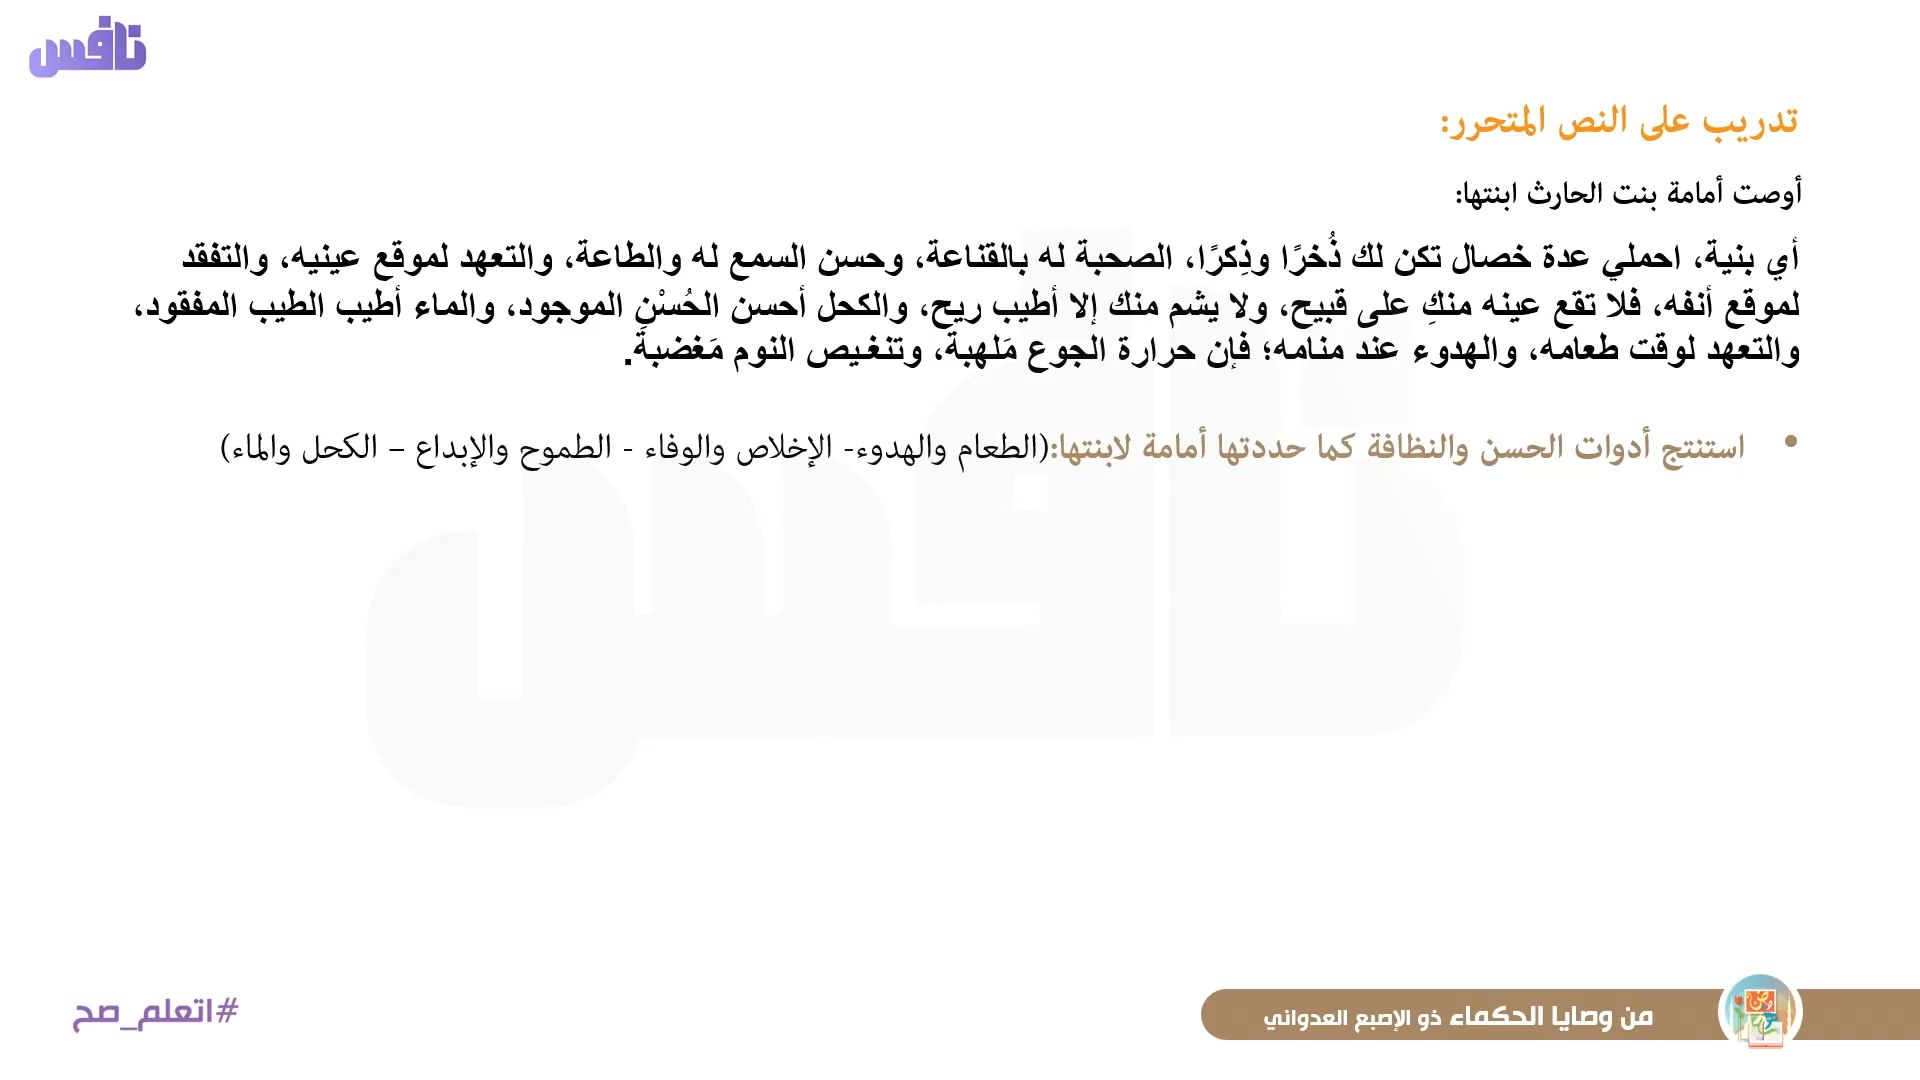 نافس
تدريب على النص المتحرر:
أوصت أمامة بنت الحارث ابنتها:
أي بنية، احملي عدة خصال تكن لك ذُخرًا وذِكرًا، الصحبة له بالقناعة، وحسن السمع له والطاعة، والتعهد لموقع عينيه، والتفقد
لموقع أنفه، فلا تقع عينه منكِ على قبيح، ولا يشم منك إلا أطيب ريح، والكحل أحسن الحُسْنِ الموجود، والماء أطيب الطيب المفقود،
والتعهد لوقت طعامه، والهدوء عند منامه؛ فإن حرارة الجوع مَلهبة، وتنغيص النوم مَغضبة.
• استنتج أدوات الحسن والنظافة كما حددتها أمامة لابنتها:(الطعام والهدوء- الإخلاص والوفاء - الطموح والإبداع – الكحل والماء)
من وصايا الحكماء ذو الإصبع العدواني
#اتعلم_صح